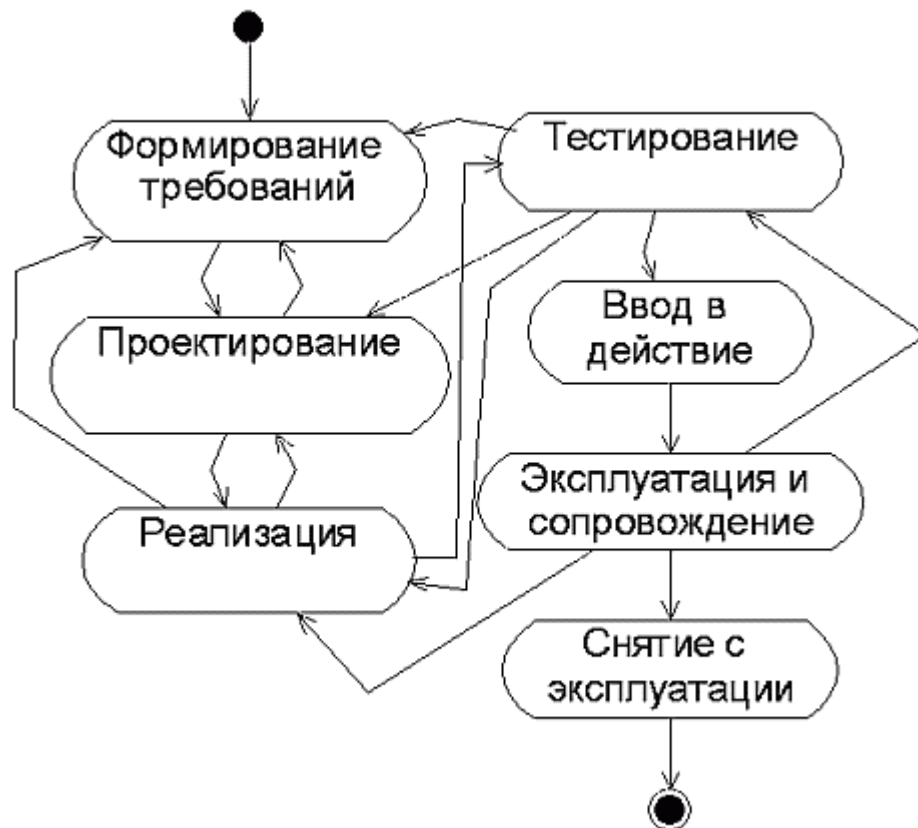 Формирование
требований
Тестирование
Ввод в
действие
Проектирование
Эксплуатация и
сопровождение
Реализация
Снятие с
эксплуатации